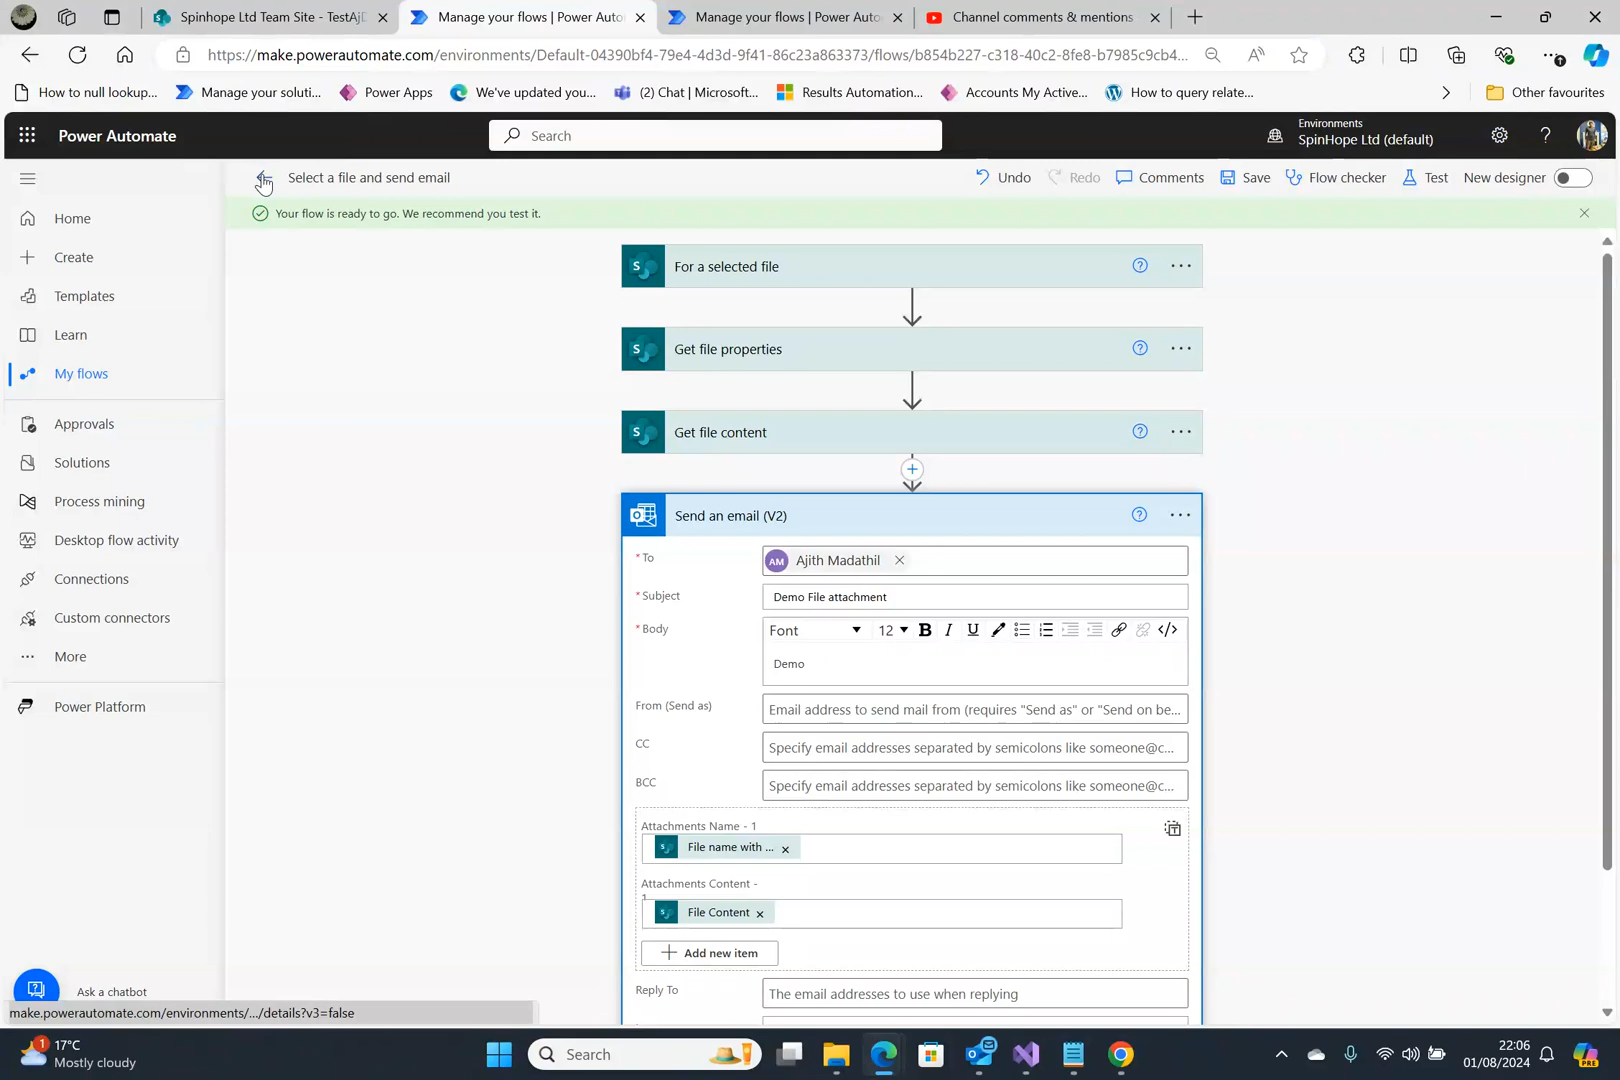 Spinhope Ltd Team Site - TestAjD
Manage your flows | Power Auto
Manage your flows | Power Auto
Channel comments & mentions
https://make.powerautomate.com/environments/Default-04390bf4-79e4-4d3d-9f41-86c23a863373/flows/b854b227-c318-40c2-8fe8-b7985c9cb4...
How to null lookup...
Manage your soluti...
Power Apps
We've updated you...
(2) Chat | Microsoft...
Results Automation...
Accounts My Active...
How to query relate...
Other favourites
Power Automate
Search
Environments
SpinHope Ltd (default)
Select a file and send email
Undo
Redo
Comments
Save
Flow checker
Test
New designer
Your flow is ready to go. We recommend you test it.
Home
Create
Templates
Learn
My flows
Approvals
Solutions
Process mining
Desktop flow activity
Connections
Custom connectors
More
Power Platform
Ask a chatbot
For a selected file
Get file properties
Get file content
Send an email (V2)
* To
AM Ajith Madathil
* Subject
Demo File attachment
* Body
Font 12 B I U </>
Demo
From (Send as)
Email address to send mail from (requires "Send as" or "Send on be...
CC
Specify email addresses separated by semicolons like someone@c...
BCC
Specify email addresses separated by semicolons like someone@c...
Attachments Name - 1
File name with ...
Attachments Content -
1
File Content
Add new item
Reply To
The email addresses to use when replying
make.powerautomate.com/environments/.../details?v3=false
1
17°C
Mostly cloudy
Search
22:06
01/08/2024
PRE